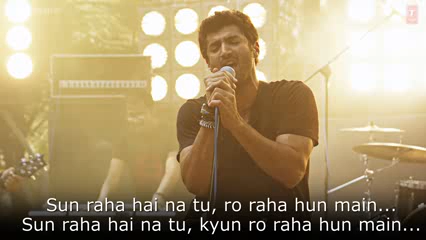 Sun raha hai na tu, ro raha hun main...
Sun raha hai na tu, kyun ro raha hun main...